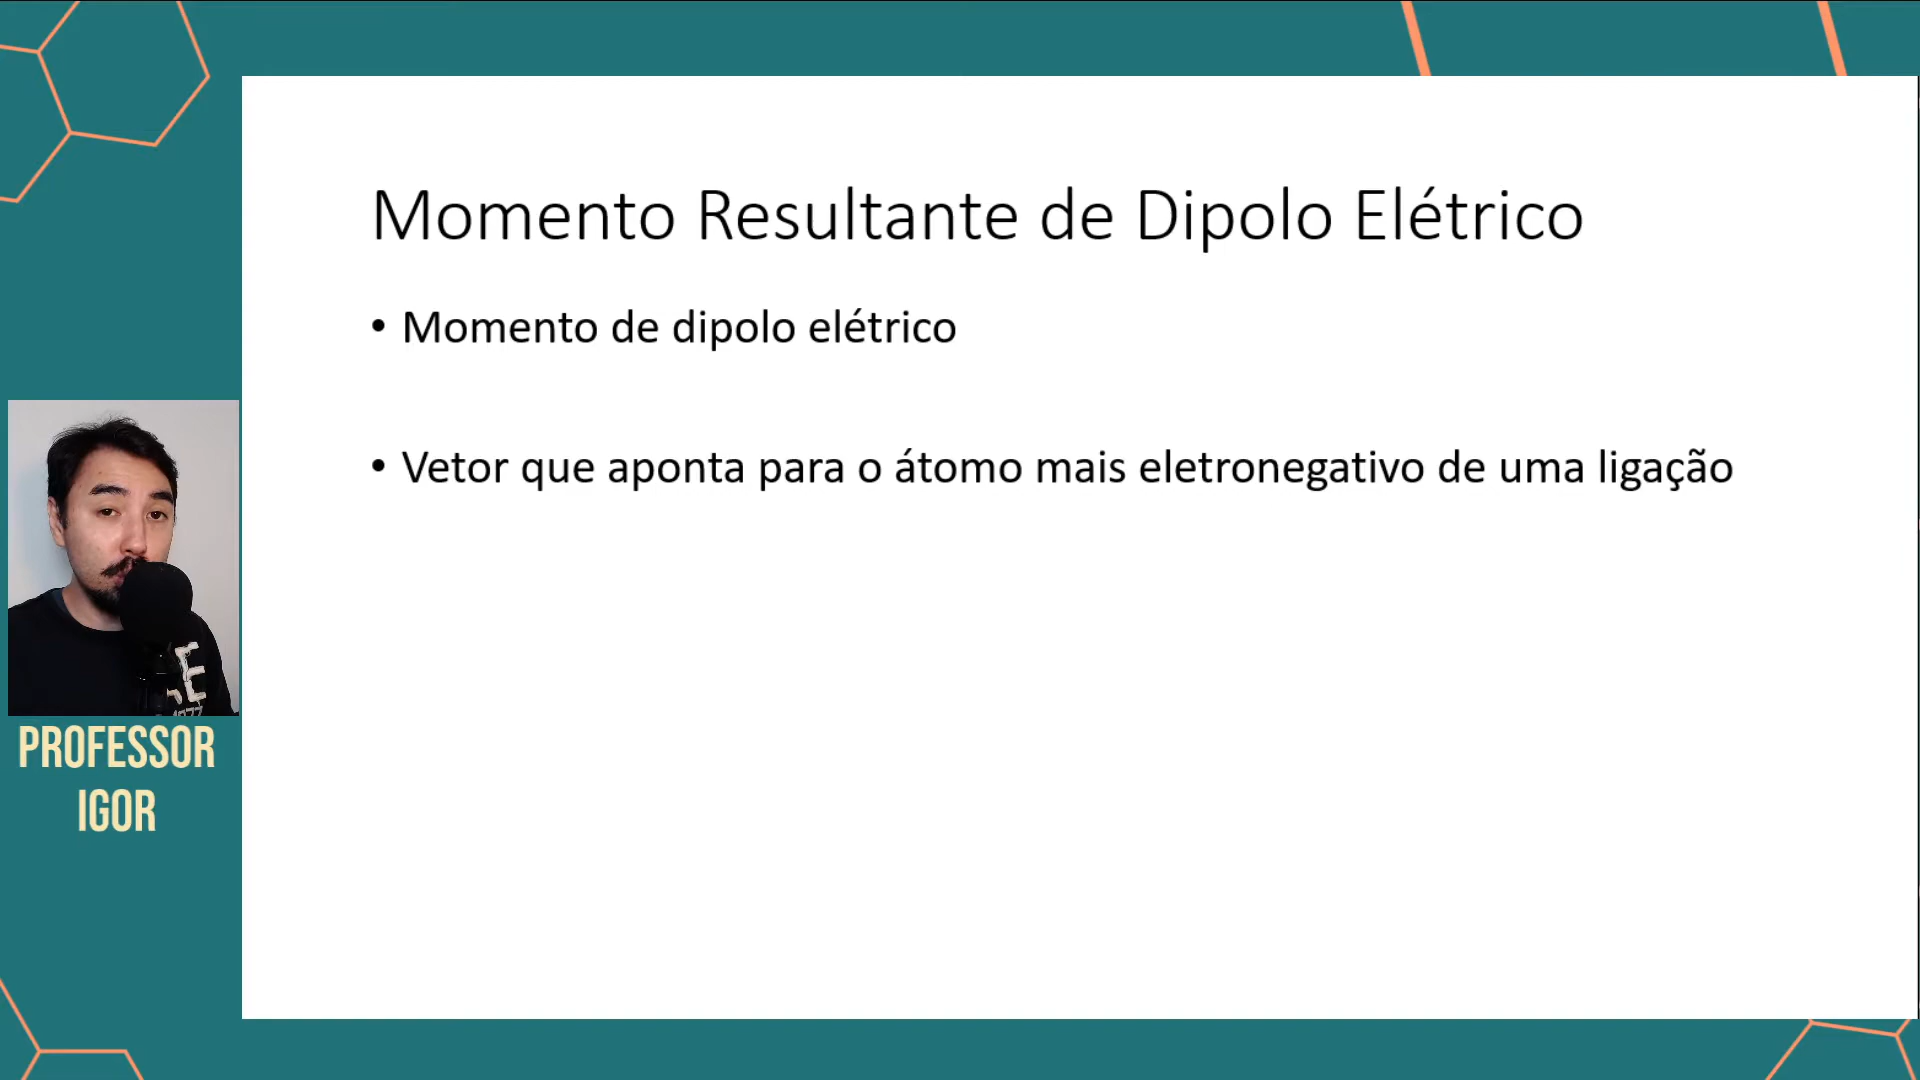 Momento Resultante de Dipolo Elétrico
• Momento de dipolo elétrico
• Vetor que aponta para o átomo mais eletronegativo de uma ligação
PROFESSOR
IGOR